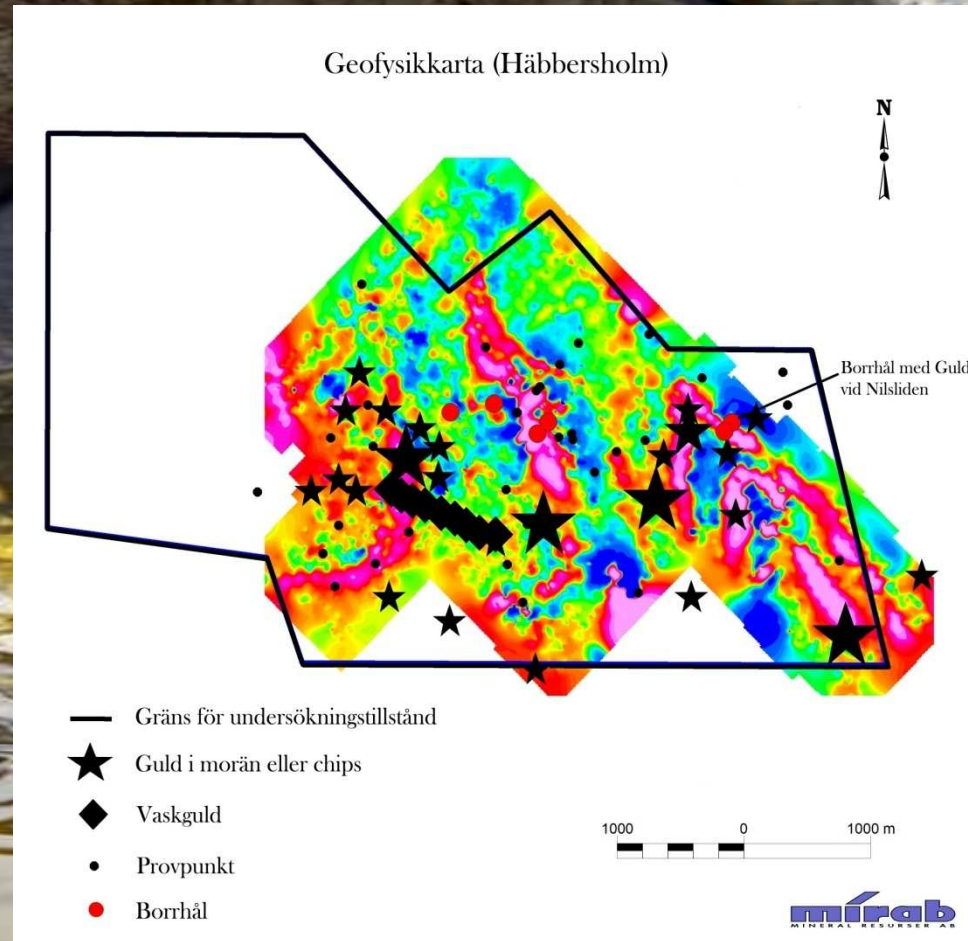 Geofysikkarta (Häbbersholm)
N
Borrhål med Guld
vid Nilsliden
Gräns för undersökningstillstånd
Guld i morän eller chips
Vaskguld
Provpunkt
Borrhål
1000 0 1000 m
mírab
MINERAL RESURSER AB